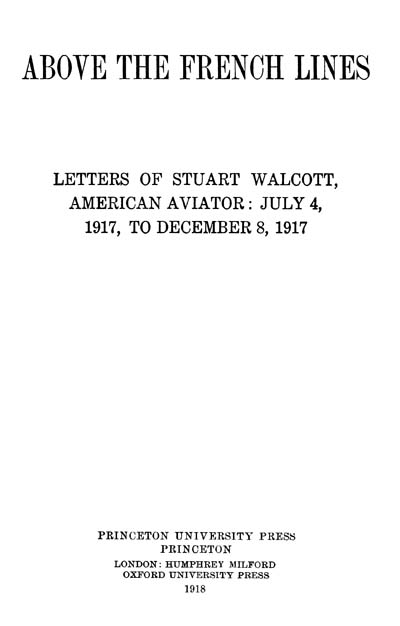 ABOVE THE FRENCH LINES
LETTERS OF STUART WALCOTT,
AMERICAN AVIATOR: JULY 4,
1917, TO DECEMBER 8, 1917
PRINCETON UNIVERSITY PRESS
PRINCETON
LONDON: HUMPHREY MILFORD
OXFORD UNIVERSITY PRESS
1918